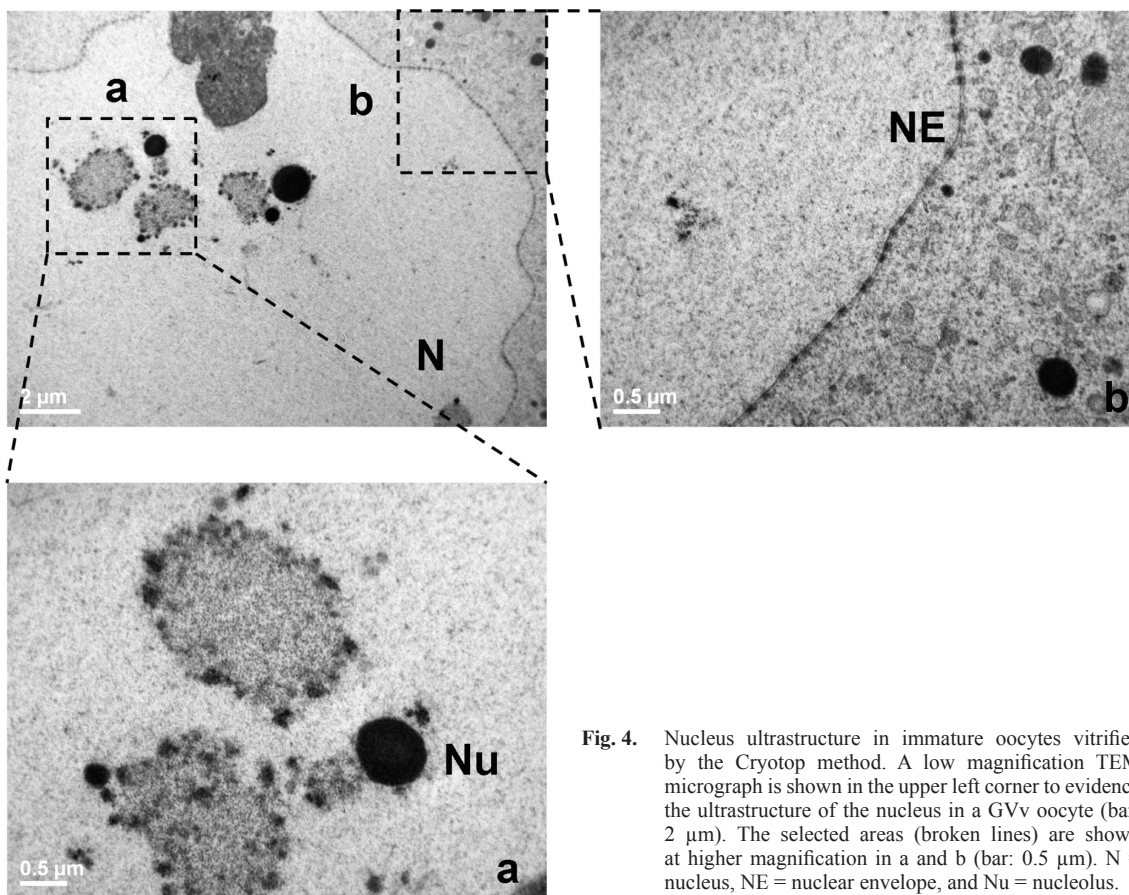 a
b
N
2 µm
NE
0.5 µm
b
Nu
0.5 µm
a
Fig. 4. Nucleus ultrastructure in immature oocytes vitrifie
by the Cryotop method. A low magnification TEM
micrograph is shown in the upper left corner to evidenc
the ultrastructure of the nucleus in a GVv oocyte (bar
2 µm). The selected areas (broken lines) are show
at higher magnification in a and b (bar: 0.5 µm). N =
nucleus, NE = nuclear envelope, and Nu = nucleolus.